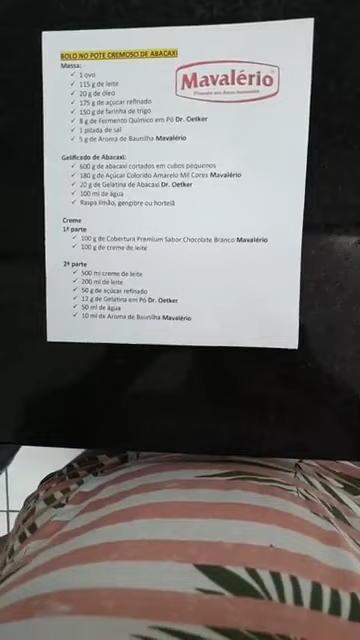 BOLO NO POTE CREMOSO DE ABACAXI
Mavalério
Massa:
✓ 1 ovo
✓ 115 g de leite
✓ 20 g de óleo
✓ 175 g de açúcar refinado
✓ 150 g de farinha de trigo
✓ 8 g de Fermento Químico em Pó Dr. Oetker
✓ 1 pitada de sal
✓ 5 g de Aroma de Baunilha Mavalério
Gelificado de Abacaxi:
✓ 600 g de abacaxi cortados em cubos pequenos
✓ 180 g de Açúcar Colorido Amarelo Mil Cores Mavalério
✓ 20 g de Gelatina de Abacaxi Dr. Oetker
✓ 100 ml de água
✓ Raspa limão, gengibre ou hortelã
Creme
1ª parte
✓ 100 g de Cobertura Premium Sabor Chocolate Branco Mavalério
✓ 100 g de creme de leite
2ª parte
✓ 500 ml creme de leite
✓ 200 ml de leite
✓ 50 g de açúcar refinado
✓ 12 g de Gelatina em Pó Dr. Oetker
✓ 50 ml de água
✓ 10 ml de Aroma de Baunilha Mavalério